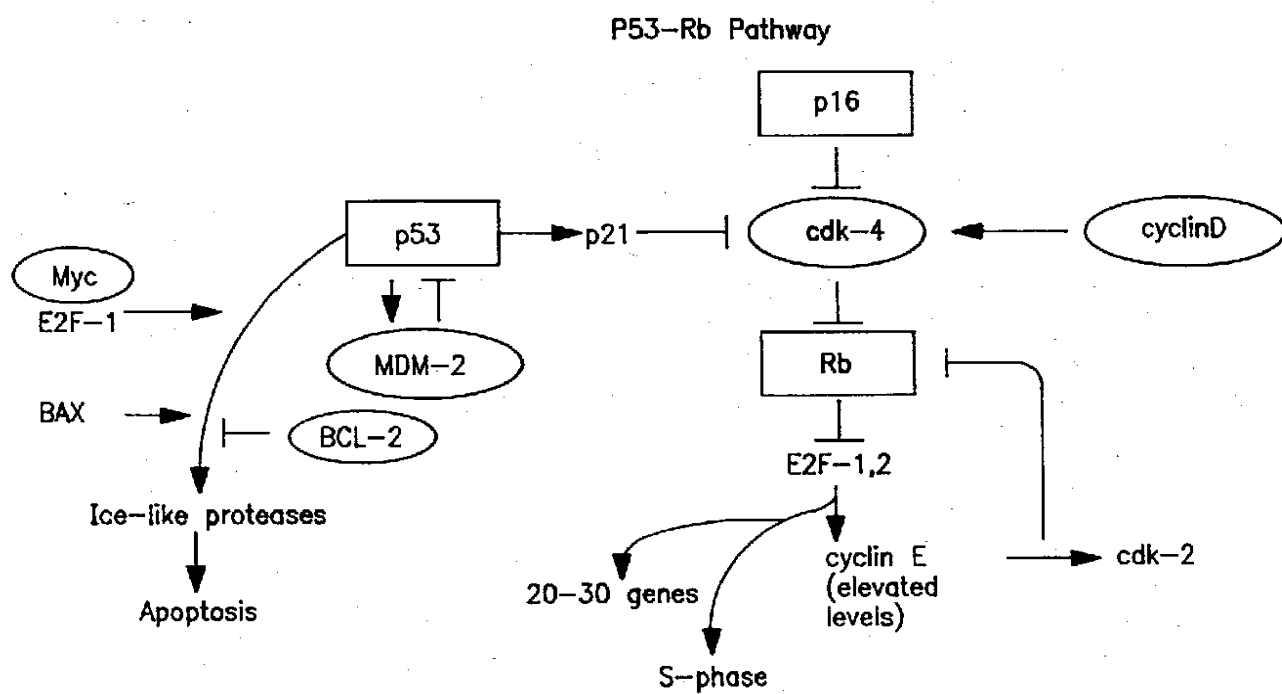 P53-Rb Pathway
p16
p53
p21
cdk-4
cyclinD
Myc
E2F-1
MDM-2
Rb
BAX
BCL-2
E2F-1,2
Ice-like proteases
cyclin E
(elevated
levels)
cdk-2
20-30 genes
Apoptosis
S-phase